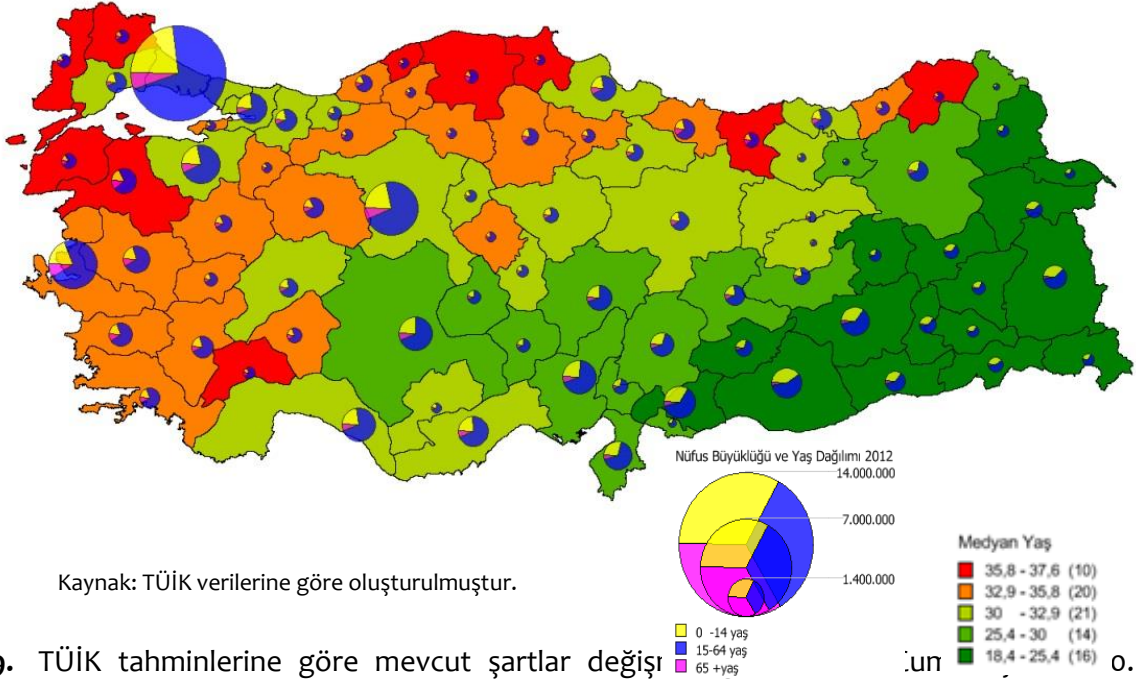 Nüfus Büyüklüğü ve Yaş Dağılımı 2012
14.000.000
7.000.000
1.400.000
0 -14 yaş
15-64 yaş
65 +yaş
Medyan Yaş
35,8 - 37,6 (10)
32,9 - 35,8 (20)
30 - 32,9 (21)
25,4 - 30 (14)
18,4 - 25,4 (16)
Kaynak: TÜİK verilerine göre oluşturulmuştur.
TÜİK tahminlerine göre mevcut şartlar